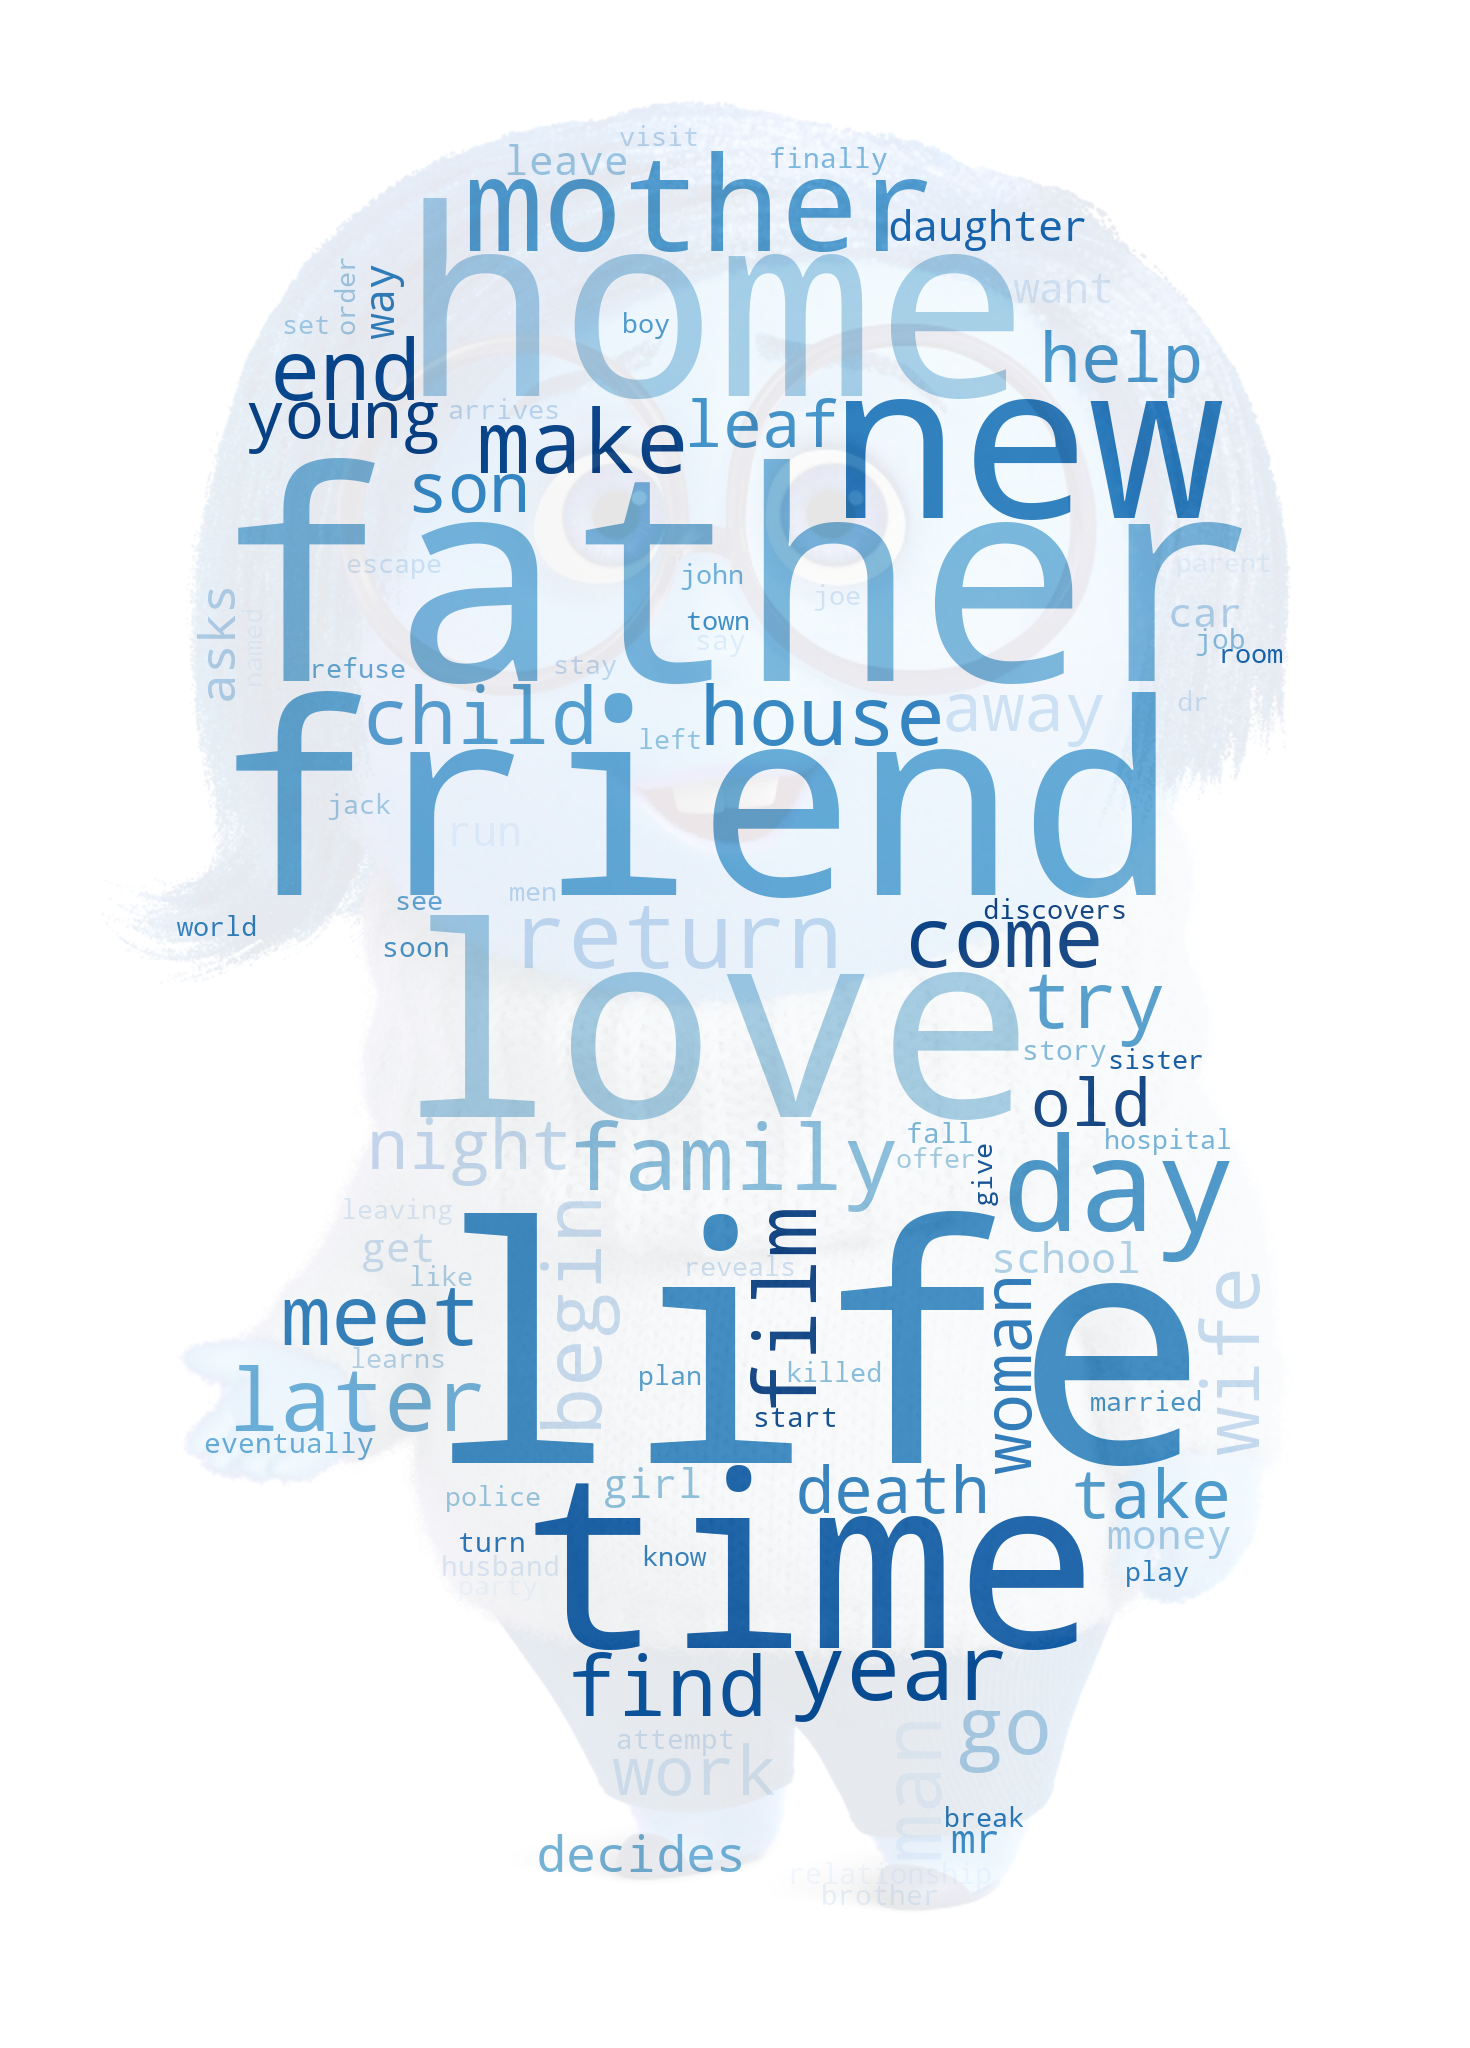 visit
leave
finally
mother
daughter
home
want
order
way
set
boy
end
help
young
arrives
make
leaf
new
son
father
escape
john
joe
parent
asks
named
town
say
car
job
room
refuse
stay
child
house
away
dr
left
friend
jack
run
see
men
world
soon
return
discovers
come
love
try
story
sister
old
night
family
fall
offer
hospital
give
day
leaving
get
begin
like
film
reveals
school
life
meet
woman
wife
learns
plan
killed
later
start
married
eventually
police
girl
death
take
turn
time
know
money
husband
party
play
find
year
attempt
work
man
go
break
mr
decides
relationship
brother